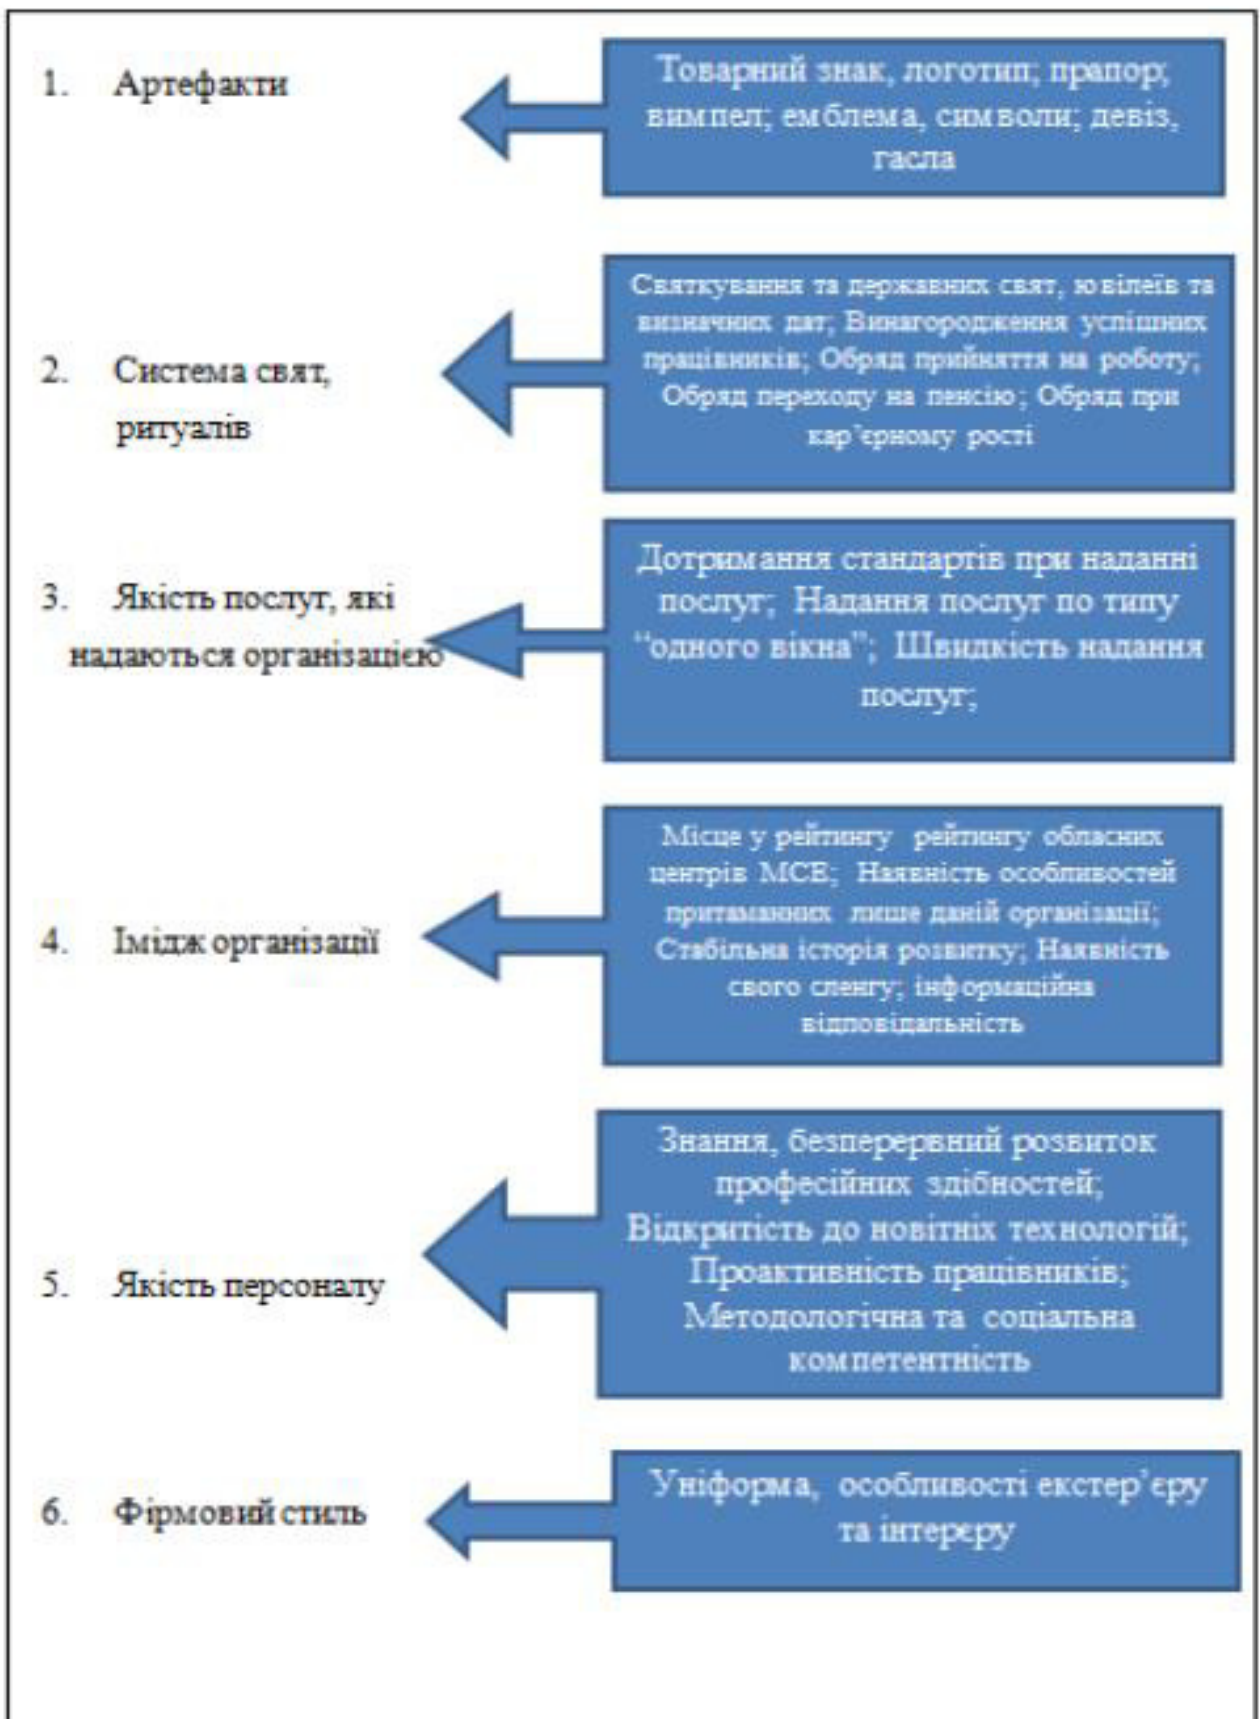 1. Артефакти
Товарний знак, логотип; прапор;
вимпел; емблема, символи; девіз,
гасла
2. Система свят,
ритуалів
Святкування та державних свят, ювілеїв та
визначних дат; Винагородження успішних
працівників; Обряд прийняття на роботу;
Обряд переходу на пенсію; Обряд при
кар’єрному рості
3. Якість послуг, які
надаються організацією
Дотримання стандартів при наданні
послуг; Надання послуг по типу
“одного вікна”; Швидкість надання
послуг;
4. Імідж організації
Місце у рейтингу рейтингу обласних
центрів МСЕ; Наявність особливостей
притаманних лише даній організації;
Стабільна історія розвитку; Наявність
свого сленгу; інформаційна
відповідальність
5. Якість персоналу
Знання, безперервний розвиток
професійних здібностей;
Відкритість до новітніх технологій;
Проактивність працівників;
Методологічна та соціальна
компетентність
6. Фірмовий стиль
Уніформа, особливості екстер’єру
та інтерєру